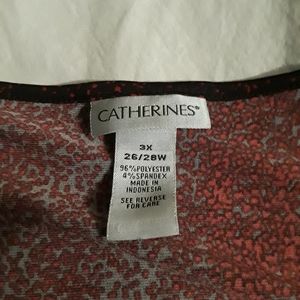 CATHERINES®
3X
26/28W
96% POLYESTER
4% SPANDEX
MADE IN
INDONESIA
SEE REVERSE
FOR CARE